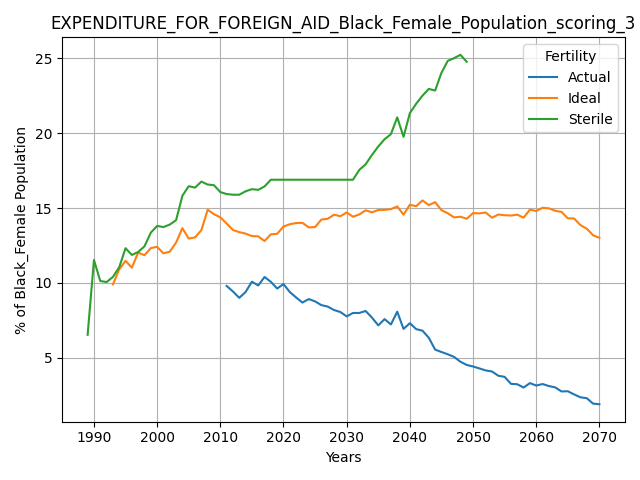 EXPENDITURE_FOR_FOREIGN_AID_Black_Female_Population_scoring_3
% of Black_Female Population
25
20
15
10
5
Fertility
Actual
Ideal
Sterile
1990 2000 2010 2020 2030 2040 2050 2060 2070
Years